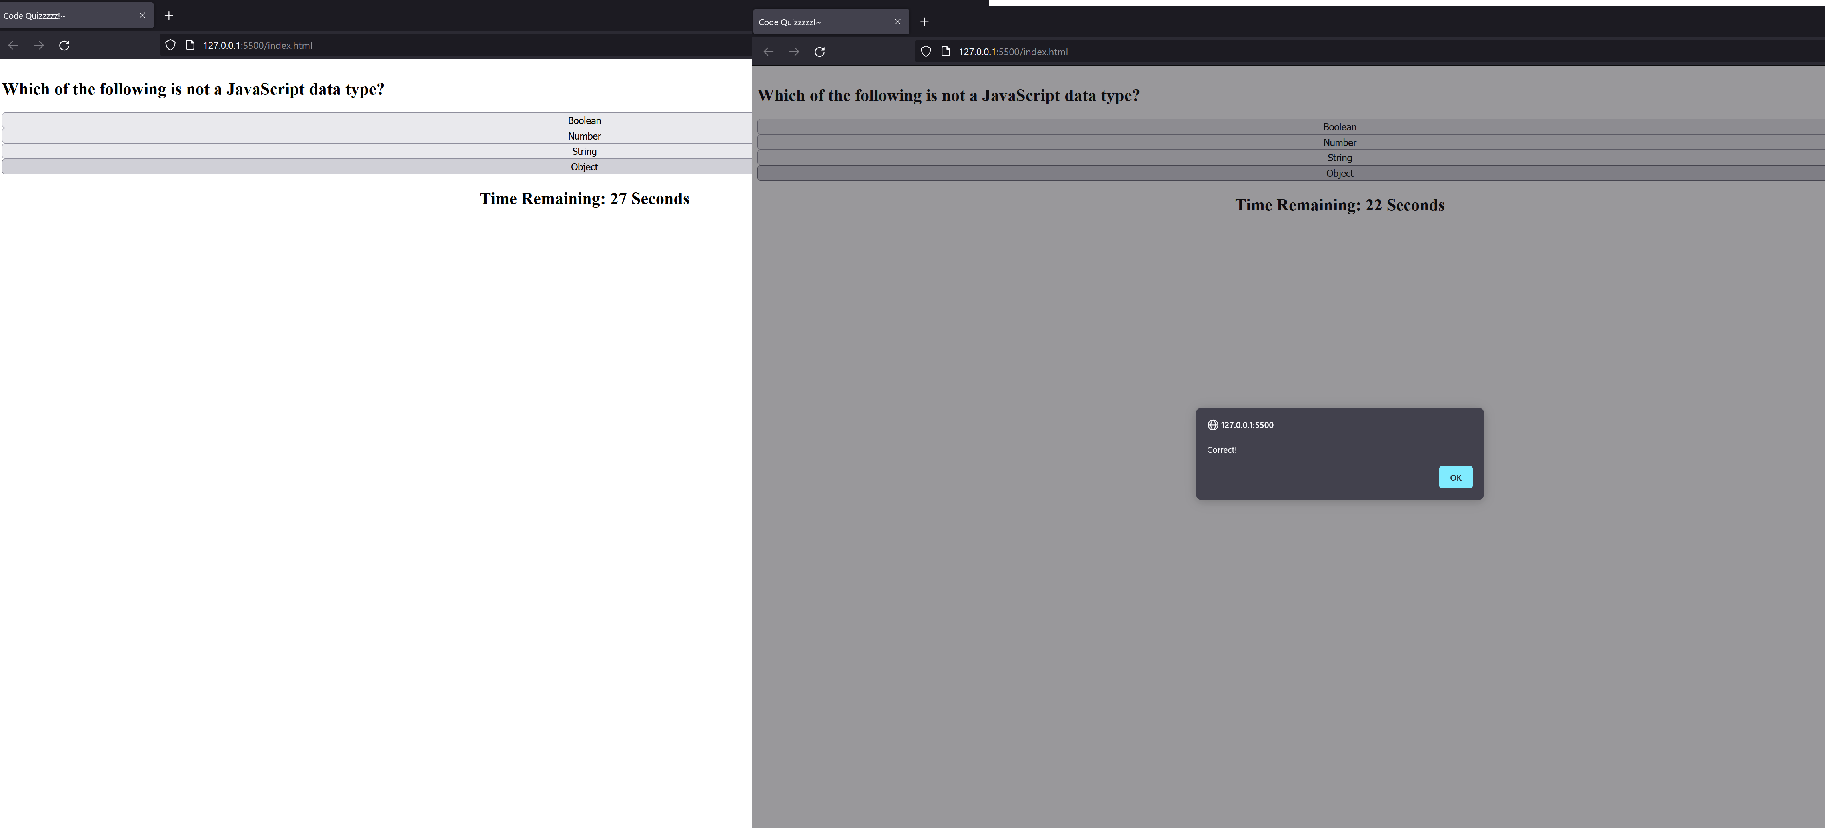 Code Quizzzzz!~
127.0.0.1:5500/index.html
Which of the following is not a JavaScript data type?
Boolean
Number
String
Object
Time Remaining: 27 Seconds
Code Quizzzzz!~
127.0.0.1:5500/index.html
Which of the following is not a JavaScript data type?
Boolean
Number
String
Object
Time Remaining: 22 Seconds
127.0.0.1:5500
Correct!
OK